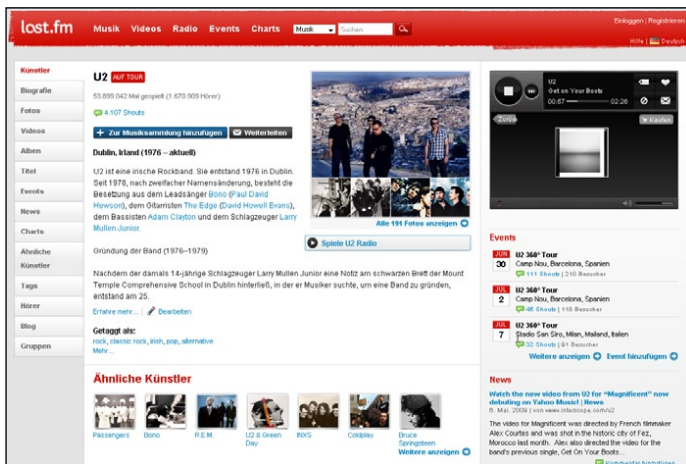 last.fm
Musik Videos Radio Events Charts Musik Suchen
Einloggen | Registrieren
Hilfe | Deutsch
Künstler
Biografie
Fotos
Videos
Alben
Titel
Events
News
Charts
Ähnliche
Künstler
Tags
Hörer
Blog
Gruppen
U2 AUF TOUR
53.899.042 Mal gespielt (1.670.909 Hörer)
4.107 Shouts
+ Zur Musiksammlung hinzufügen Weiterleiten
Dublin, Irland (1976 – aktuell)
U2 ist eine irische Rockband. Sie entstand 1976 in Dublin.
Seit 1978, nach zweifacher Namensänderung, besteht die
Besetzung aus dem Leadsänger Bono (Paul David
Hewson), dem Gitarristen The Edge (David Howell Evans),
dem Bassisten Adam Clayton und dem Schlagzeuger Larry
Mullen Junior.
Gründung der Band (1976–1979)
Nachdem der damals 14-jährige Schlagzeuger Larry Mullen Junior eine Notiz am schwarzen Brett der Mount
Temple Comprehensive School in Dublin hinterließ, in der er Musiker suchte, um eine Band zu gründen,
entstand am 25.
Erfahre mehr... | Bearbeiten
Getaggt als:
rock, classic rock, irish, pop, alternative
Mehr...
Alle 191 Fotos anzeigen
Spiele U2 Radio
Ähnliche Künstler
Passengers
Bono
R.E.M.
U2 & Green
Day
INXS
Coldplay
Bruce
Springsteen
Weitere anzeigen
U2
Get on Your Boots
00:57 02:28
Zurück
Kaufen
Events
JUN 30 U2 360° Tour
Camp Nou, Barcelona, Spanien
111 Shouts | 210 Besucher
JUL 2 U2 360° Tour
Camp Nou, Barcelona, Spanien
46 Shouts | 118 Besucher
JUL 7 U2 360° Tour
Stadio San Siro, Milan, Mailand, Italien
32 Shouts | 91 Besucher
Weitere anzeigen Event hinzufügen
News
Watch the new video from U2 for "Magnificent" now
debuting on Yahoo Music! | News
6. Mai. 2009 | von www.interscope.com/u2
The video for Magnificent was directed by French filmmaker
Alex Courtes and was shot in the historic city of Fez,
Morocco last month. Alex also directed the video for the
band's previous single, Get On Your Boots...
Kommentar hinzufügen